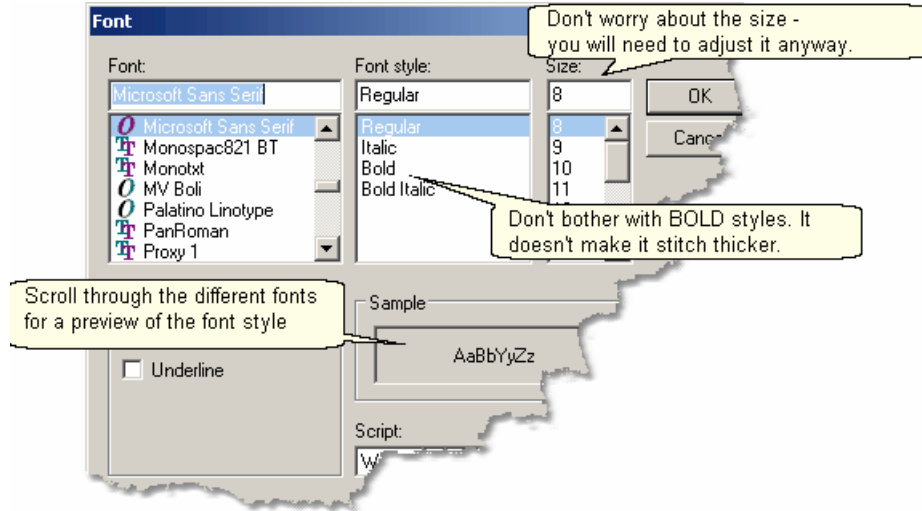 Font
Don't worry about the size -
you will need to adjust it anyway.
Font:
Font style:
Size:
Microsoft Sans Serif
Regular
8
OK
Microsoft Sans Serif
Monospac821 BT
Monotxt
MV Boli
Palatino Linotype
PanRoman
Proxy 1
Regular
Italic
Bold
Bold Italic
8
9
10
11
Don't bother with BOLD styles. It
doesn't make it stitch thicker.
Scroll through the different fonts
for a preview of the font style
Sample
AaBbYyZz
Underline
Script: